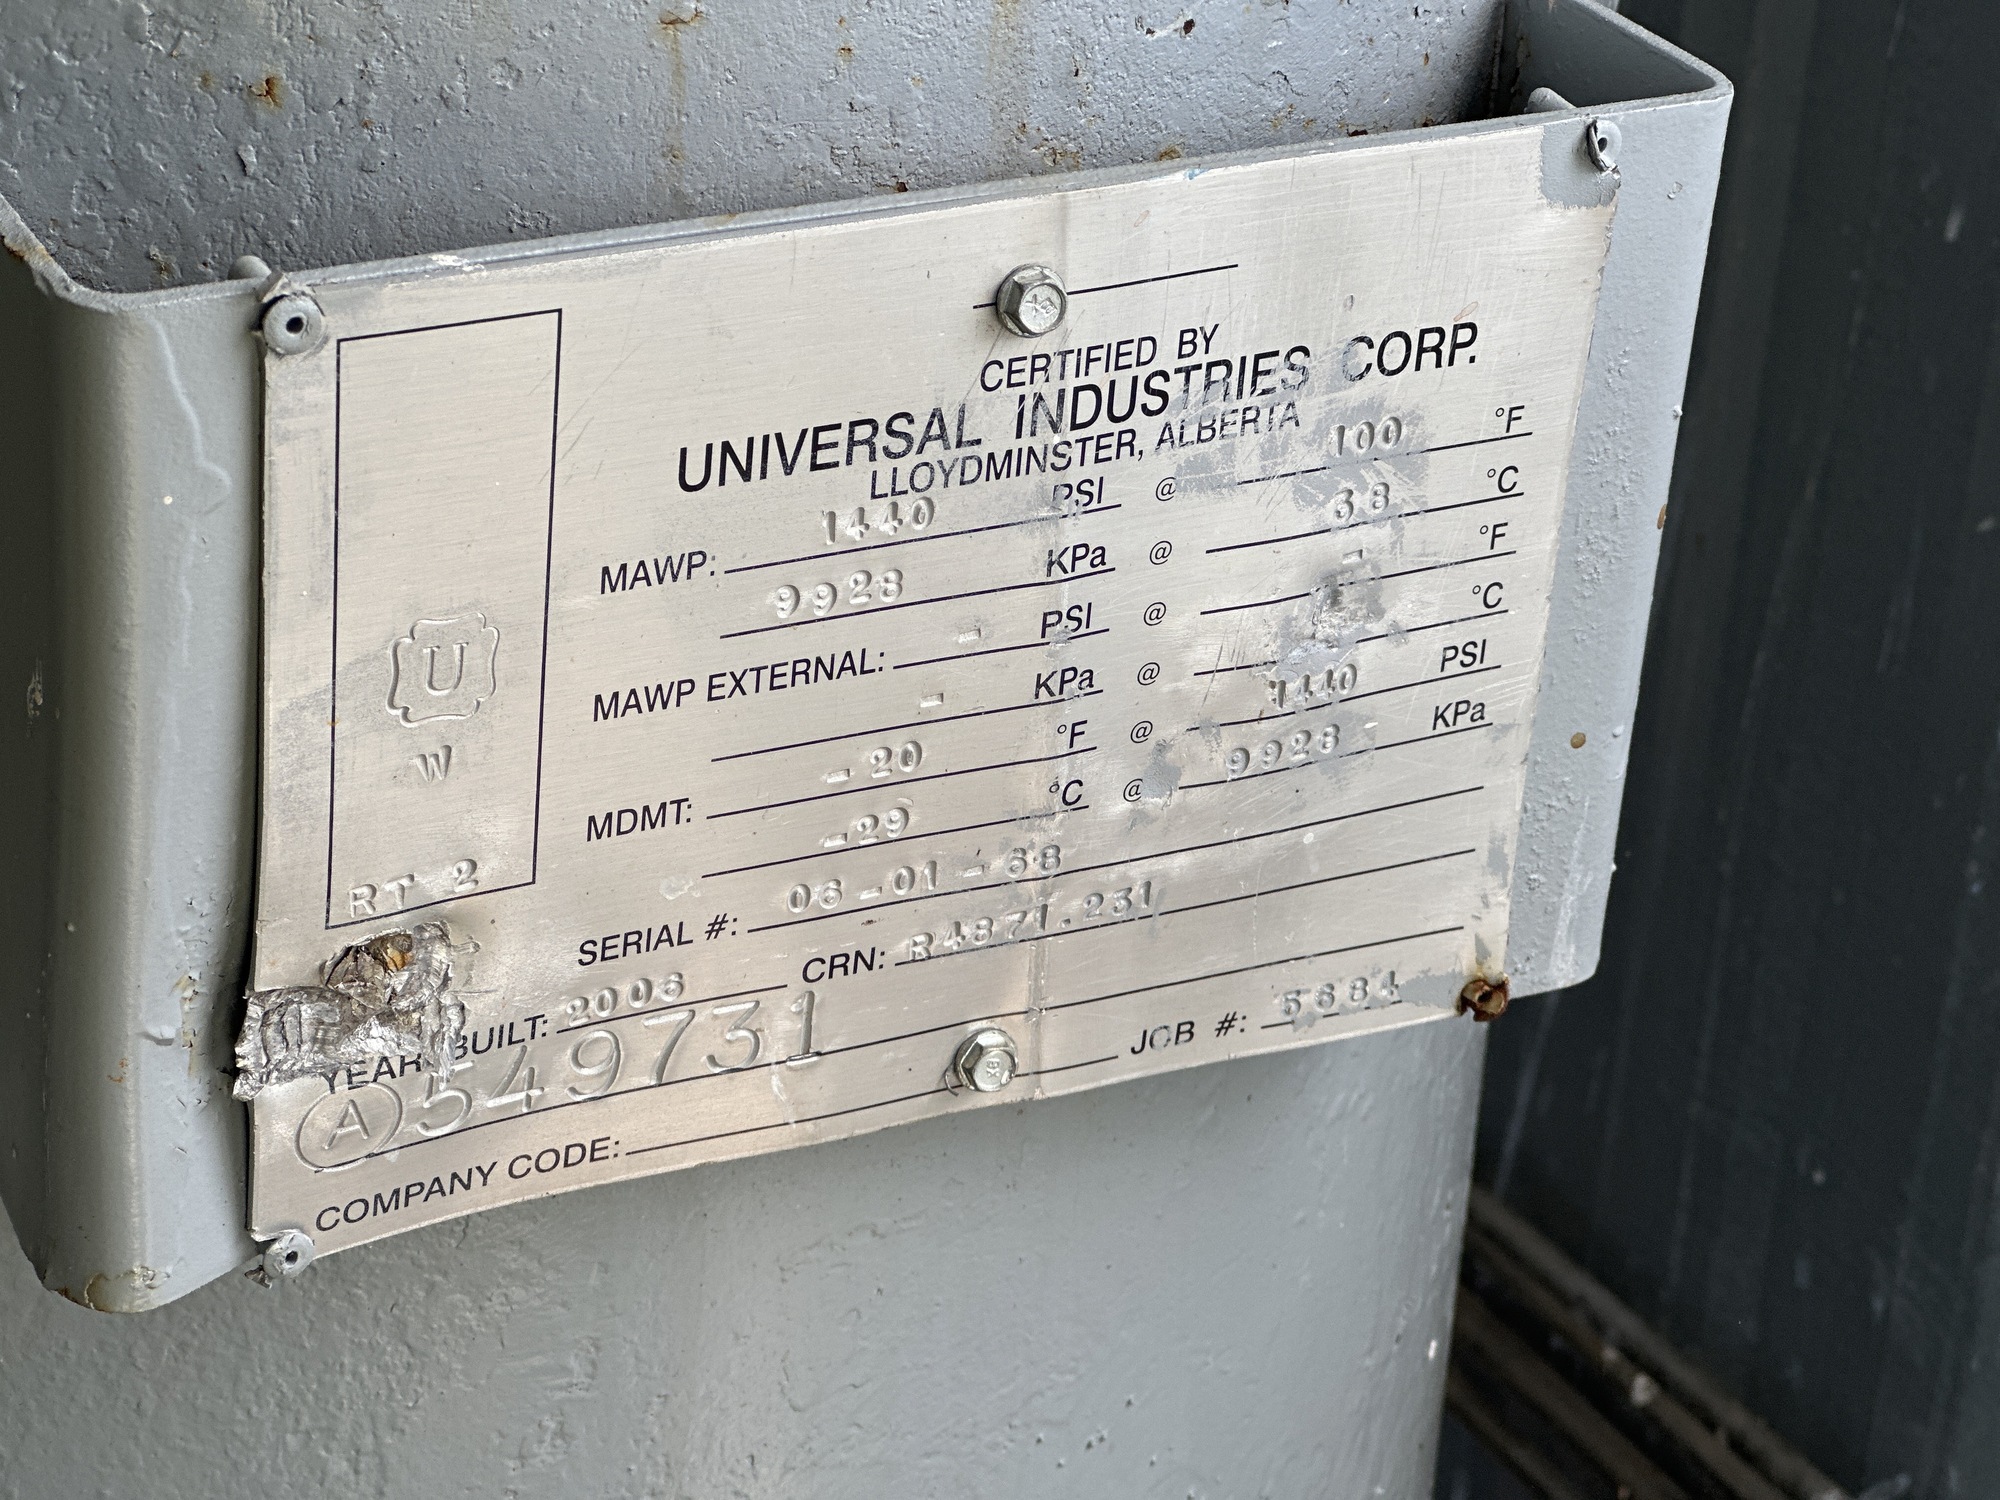 CERTIFIED BY
UNIVERSAL INDUSTRIES CORP.
LLOYDMINSTER, ALBERTA
MAWP: 1440 PSI @ 100 °F
9928 KPa @ 38 °C
MAWP EXTERNAL: - PSI @ - °F
- KPa @ °C
MDMT: -20 °F @ 1440 PSI
-29 °C @ 9928 KPa
U
W
RT 2
SERIAL #: 06-01-68
YEAR BUILT: 2006 CRN: R4871.231
A 549731
COMPANY CODE: JOB #: 5684